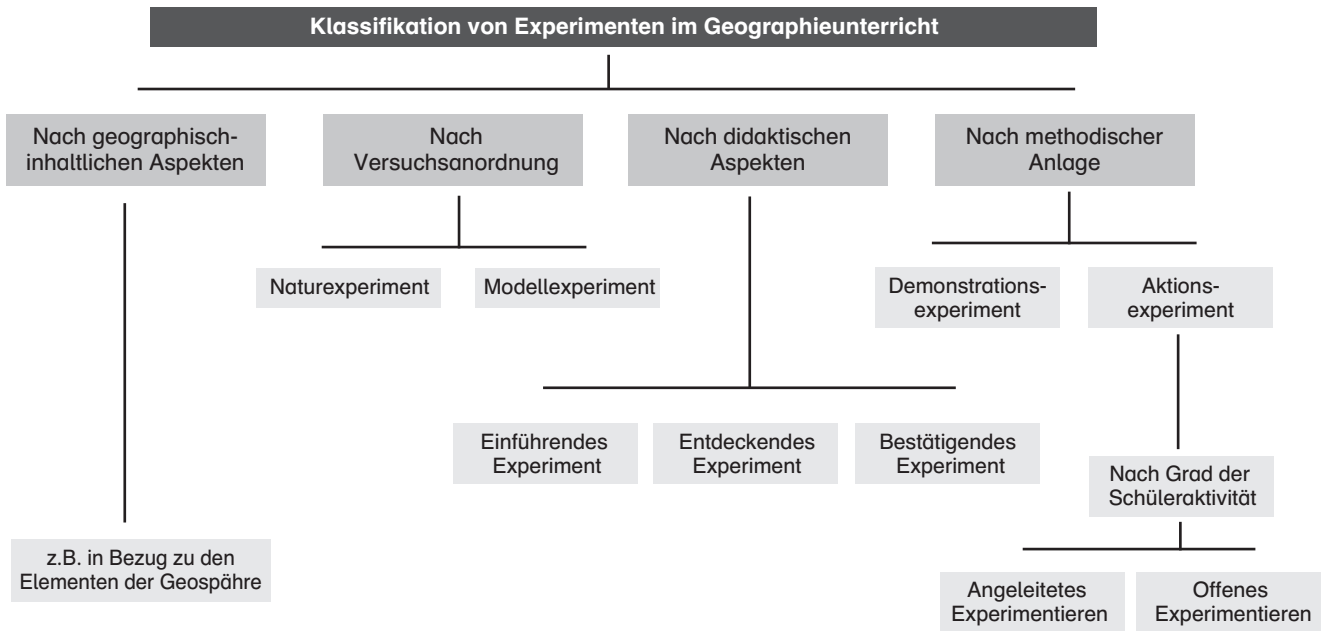 Klassifikation von Experimenten im Geographieunterricht
Nach geographisch-
inhaltlichen Aspekten
Nach
Versuchsanordnung
Nach didaktischen
Aspekten
Nach methodischer
Anlage
Naturexperiment
Modellexperiment
Demonstrations-
experiment
Aktions-
experiment
Einführendes
Experiment
Entdeckendes
Experiment
Bestätigendes
Experiment
Nach Grad der
Schüleraktivität
z.B. in Bezug zu den
Elementen der Geospähre
Angeleitetes
Experimentieren
Offenes
Experimentieren